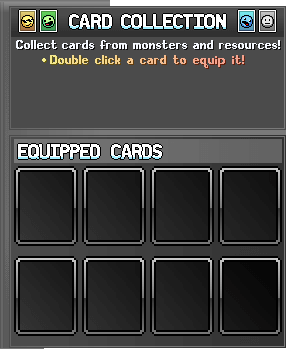 CARD COLLECTION
Collect cards from monsters and resources!
• Double click a card to equip it!
EQUIPPED CARDS